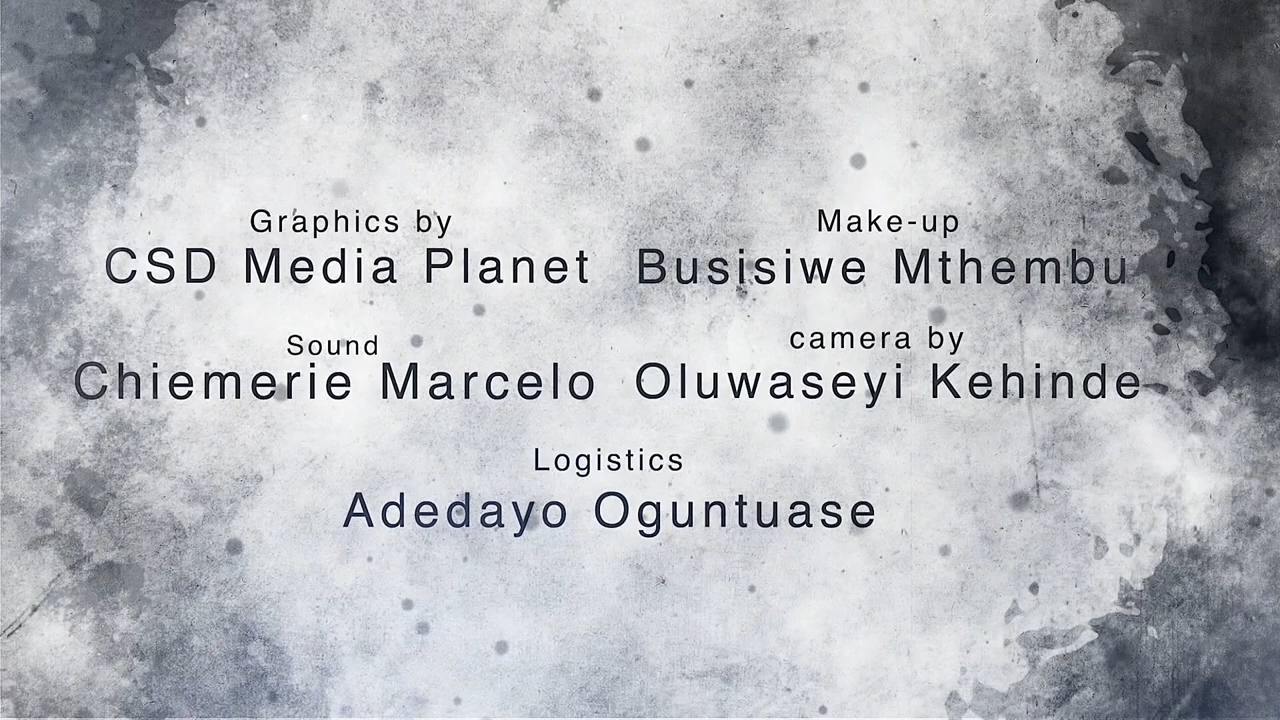 Graphics by
CSD Media Planet
Make-up
Busisiwe Mthembu
Sound
Chiemerie Marcelo
camera by
Oluwaseyi Kehinde
Logistics
Adedayo Oguntuase